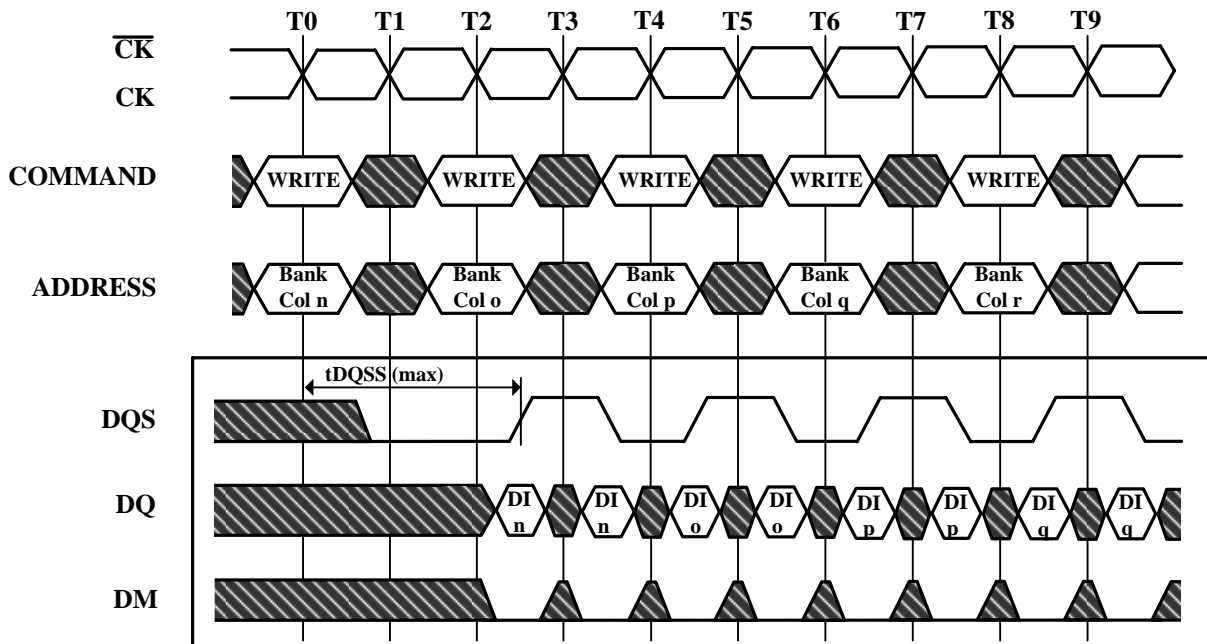 T0 T1 T2 T3 T4 T5 T6 T7 T8 T9
CK
CK
COMMAND WRITE WRITE WRITE WRITE WRITE
Bank Bank Bank Bank Bank
ADDRESS Col n Col o Col p Col q Col r
tDQSS (max)
DQS
DQ DI DI DI DI DI DI DI DI
n n o o p p q q
DM